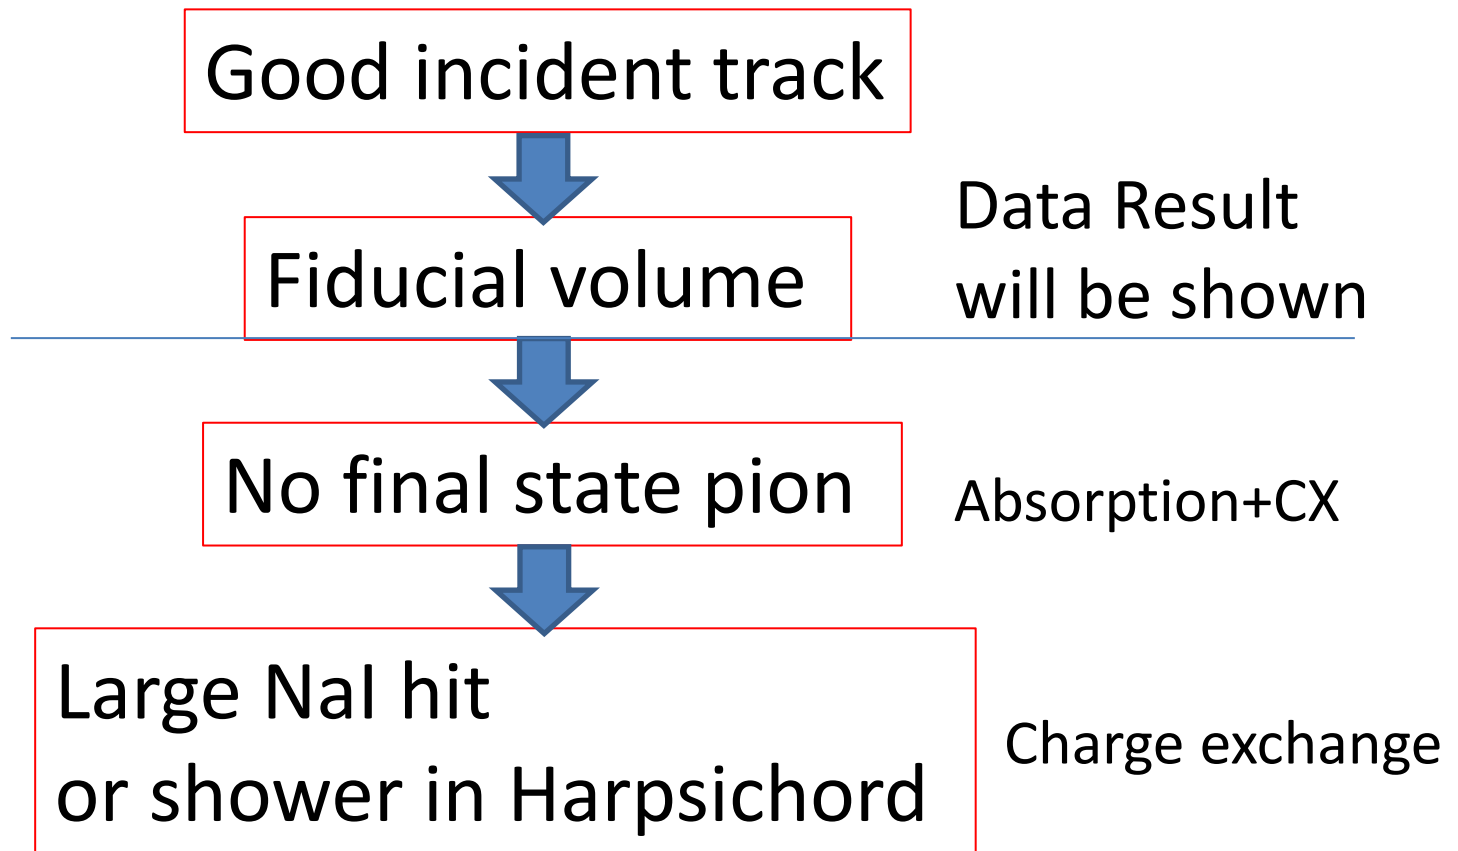 Good incident track
Fiducial volume
Data Result
will be shown
No final state pion
Absorption+CX
Large NaI hit
or shower in Harpsichord
Charge exchange